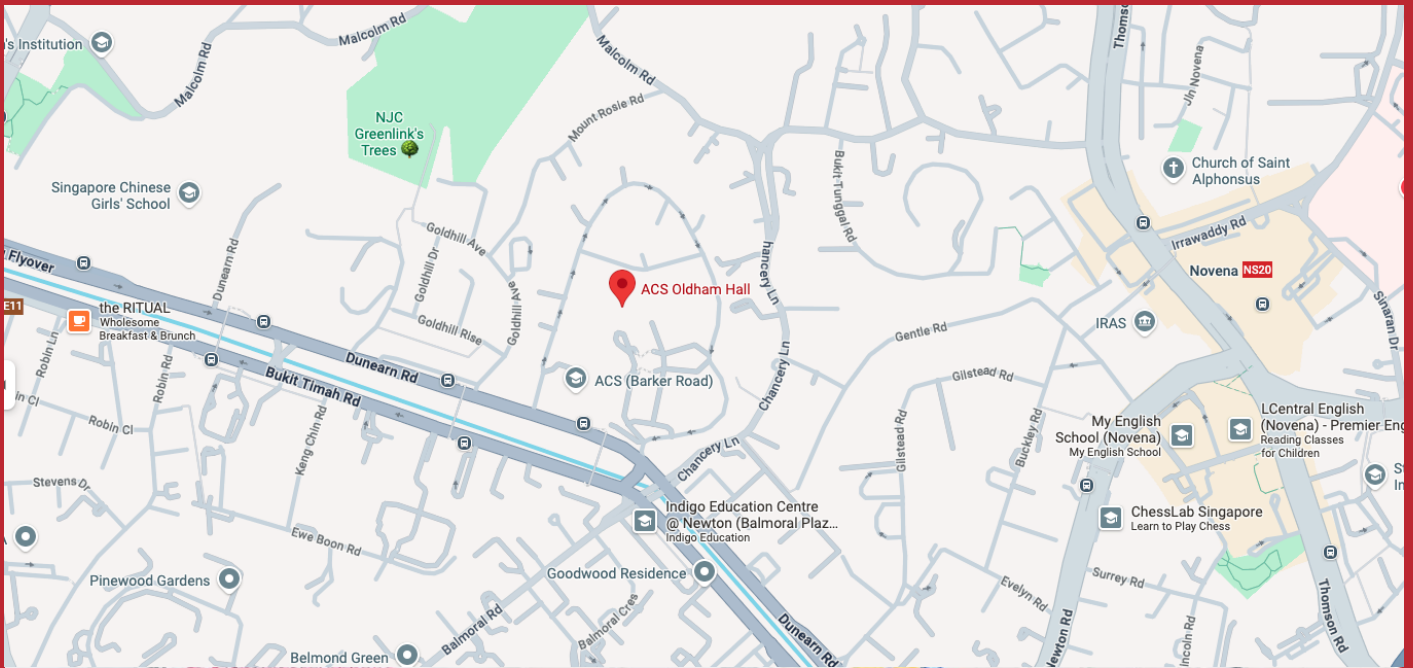 's Institution
Malcolm Rd
Malcolm Rd
Malcolm Rd
Thoms
Jln Novena
NJC
Greenlink's
Trees
Mount Rosie Rd
Singapore Chinese
Girls' School
Bukit Tunggal Rd
Church of Saint
Alphonsus
Goldhill Ave
Dunearn Rd
Goldhill Dr
Irrawaddy Rd
Flyover
hancery Ln
Novena NS20
ACS Oldham Hall
E11
the RITUAL
Wholesome
Breakfast & Brunch
Goldhill Ave
Goldhill Rise
Gentle Rd
IRAS
Sinaran Dr
Robin Ln
Robin Rd
Dunearn Rd
Bukit Timah Rd
ACS (Barker Road)
Chancery Ln
Gilstead Rd
in Cl
Robin Cl
Keng Chin Rd
Chancery Ln
Gilstead Rd
Buckley Rd
My English
School (Novena)
My English School
LCentral English
(Novena) - Premier Eng
Reading Classes
for Children
Stevens Dr
Indigo Education Centre
@ Newton (Balmoral Plaz...
Indigo Education
ChessLab Singapore
Learn to Play Chess
Ewe Boon Rd
Pinewood Gardens
Goodwood Residence
Evelyn Rd
Surrey Rd
Balmoral Rd
Balmoral Cres
Dunearn Rd
Newton Rd
Lincoln Rd
Thomson Rd
Belmond Green